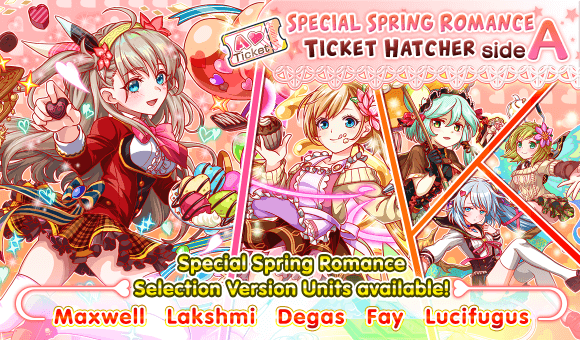 A♥
Ticket
SPECIAL SPRING ROMANCE
TICKET HATCHER side A
Special Spring Romance
Selection Version Units available!
Maxwell Lakshmi Degas Fay Lucifugus